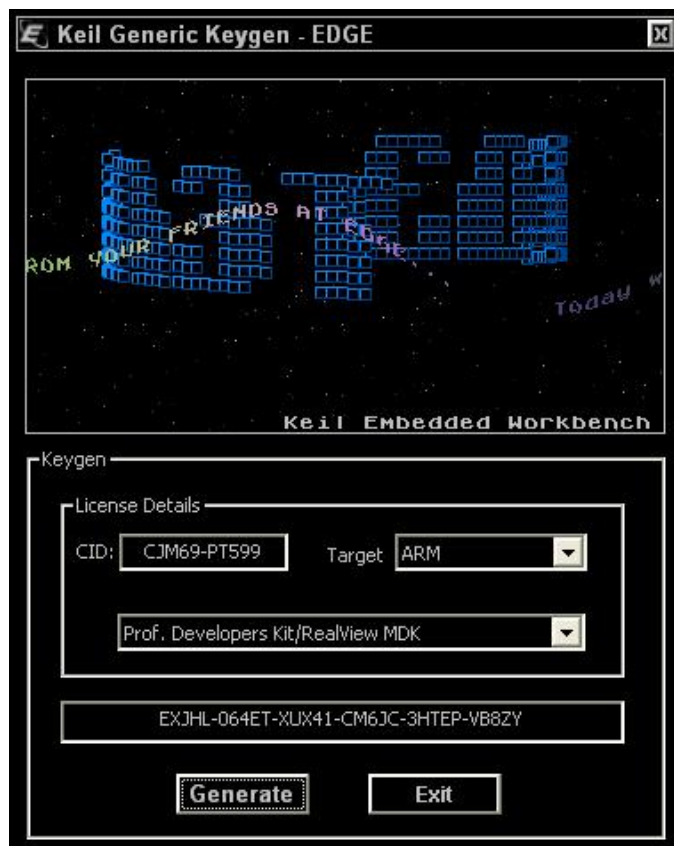 Keil Generic Keygen - EDGE
ROM YOUR FRIENDS AT EDGE...
Today w
Keil Embedded Workbench
Keygen
License Details
CID: CJM69-PT599 Target ARM
Prof. Developers Kit/RealView MDK
EXJHL-064ET-XUX41-CM6JC-3HTEP-VB8ZY
Generate Exit